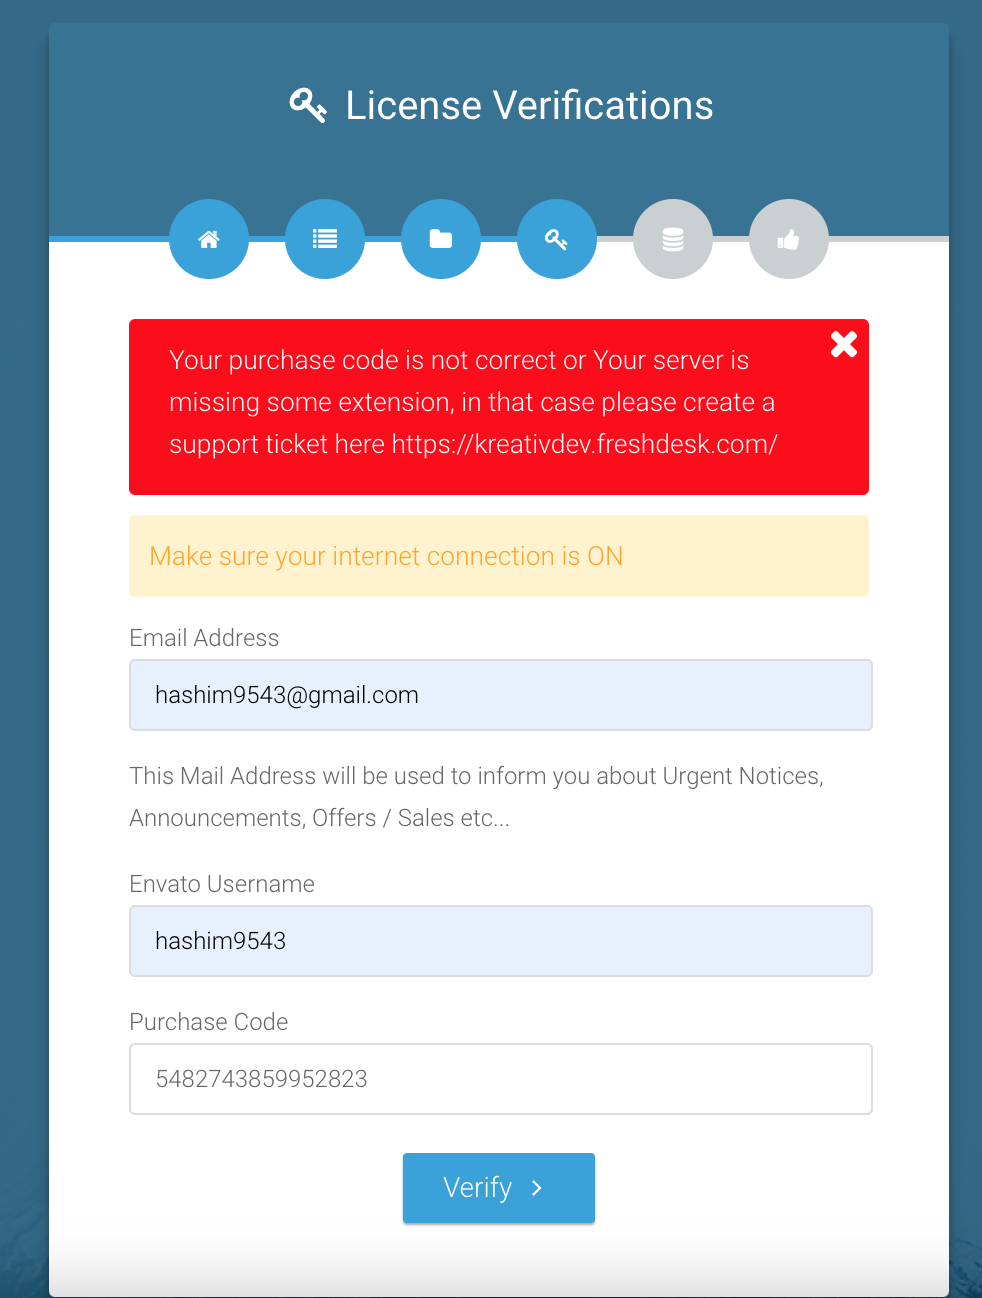 License Verifications
Your purchase code is not correct or Your server is
missing some extension, in that case please create a
support ticket here https://kreativdev.freshdesk.com/
Make sure your internet connection is ON
Email Address
hashim9543@gmail.com
This Mail Address will be used to inform you about Urgent Notices,
Announcements, Offers / Sales etc...
Envato Username
hashim9543
Purchase Code
5482743859952823
Verify